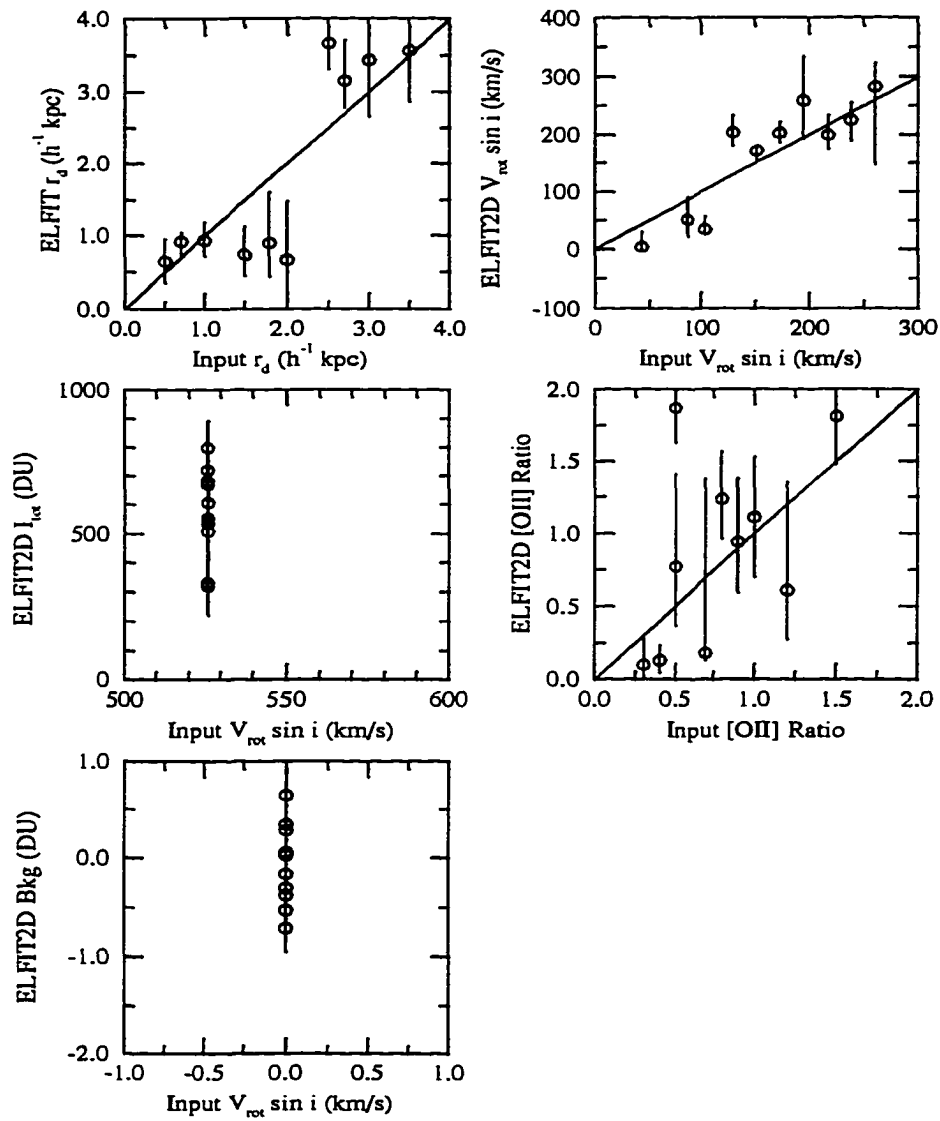 4.0
3.0
2.0
1.0
0.0
ELFIT r_d (h^-1 kpc)
0.0 1.0 2.0 3.0 4.0
Input r_d (h^-1 kpc)
400
300
200
100
0
-100
ELFIT2D V_rot sin i (km/s)
0 100 200 300
Input V_rot sin i (km/s)
1000
500
0
ELFIT2D I_tot (DU)
500 550 600
Input V_rot sin i (km/s)
2.0
1.5
1.0
0.5
0.0
ELFIT2D [OII] Ratio
0.0 0.5 1.0 1.5 2.0
Input [OII] Ratio
1.0
0.0
-1.0
-2.0
ELFIT2D Bkg (DU)
-1.0 -0.5 0.0 0.5 1.0
Input V_rot sin i (km/s)